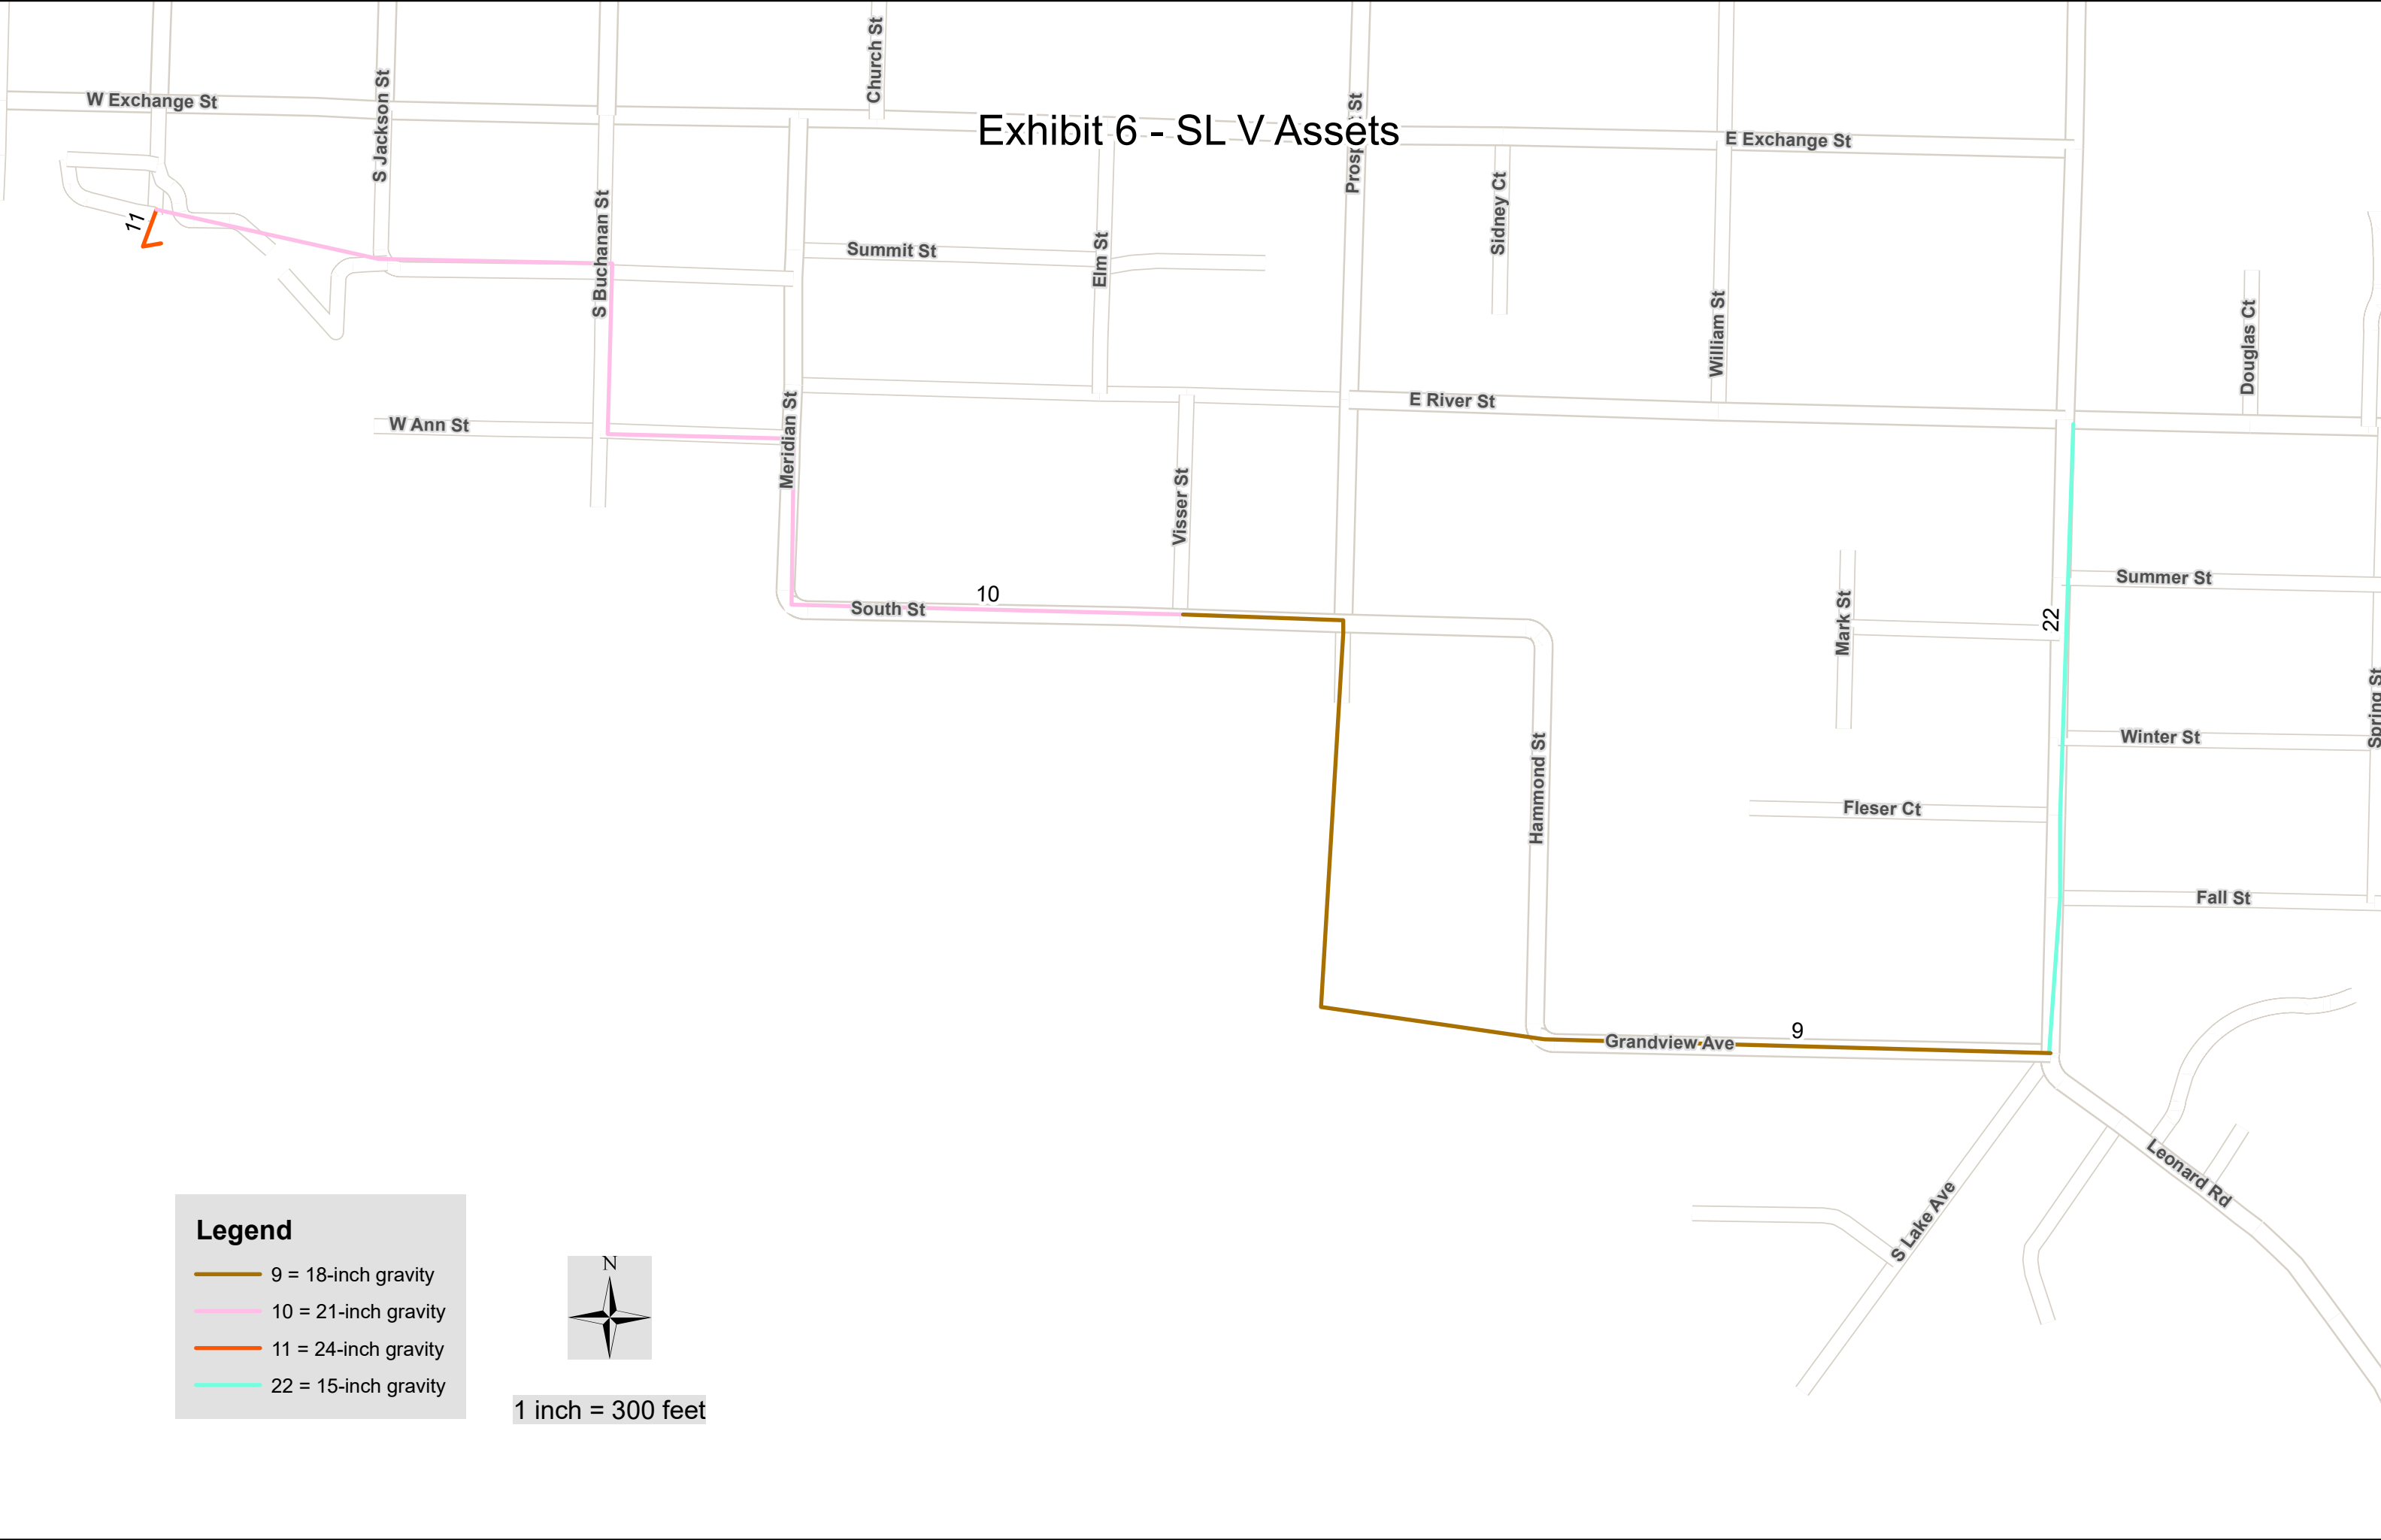 Church St
W Exchange St
S Jackson St
Exhibit 6 - SL V Assets
Prosp St
E Exchange St
Sidney Ct
11
S Buchanan St
Summit St
Elm St
William St
Douglas Ct
E River St
W Ann St
Meridian St
Visser St
Summer St
10
South St
Mark St
22
Spring St
Winter St
Hammond St
Fleser Ct
Fall St
9
Grandview Ave
Leonard Rd
S Lake Ave
Legend
9 = 18-inch gravity
10 = 21-inch gravity
11 = 24-inch gravity
22 = 15-inch gravity
N
1 inch = 300 feet